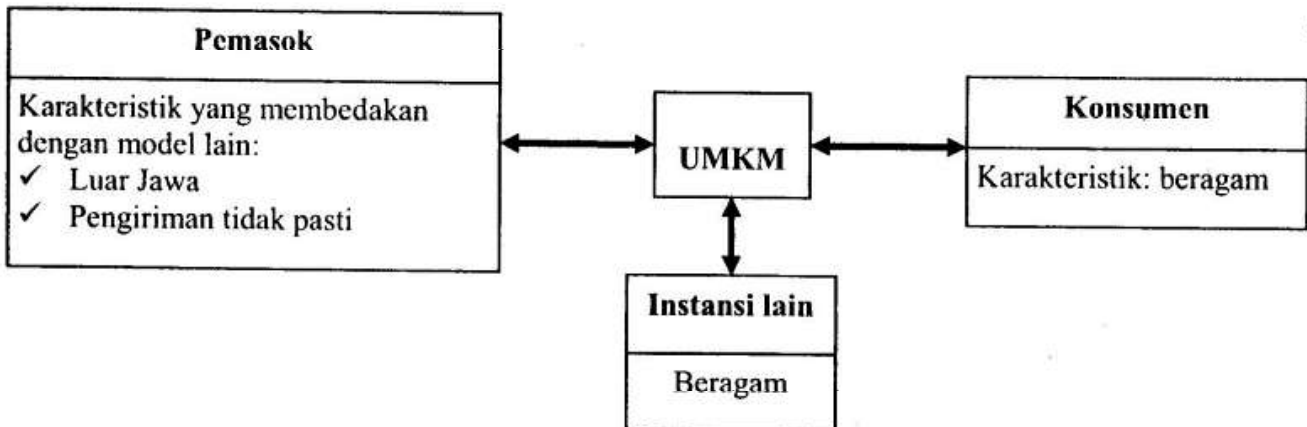 Pemasok
Karakteristik yang membedakan
dengan model lain:
✓ Luar Jawa
✓ Pengiriman tidak pasti
UMKM
Konsumen
Karakteristik: beragam
Instansi lain
Beragam